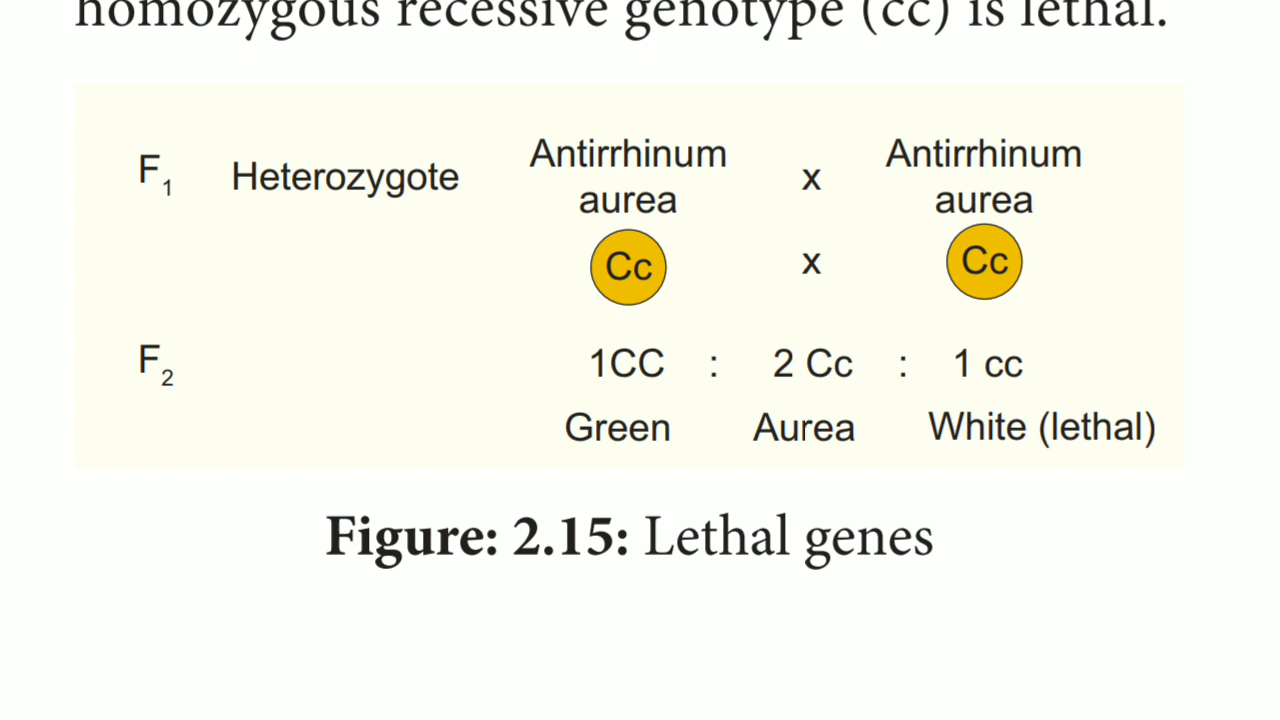 homozygous recessive genotype (cc) is lethal.
F1 Heterozygote Antirrhinum aurea x Antirrhinum aurea
Cc x Cc
F2 1CC : 2 Cc : 1 cc
Green Aurea White (lethal)
Figure: 2.15: Lethal genes